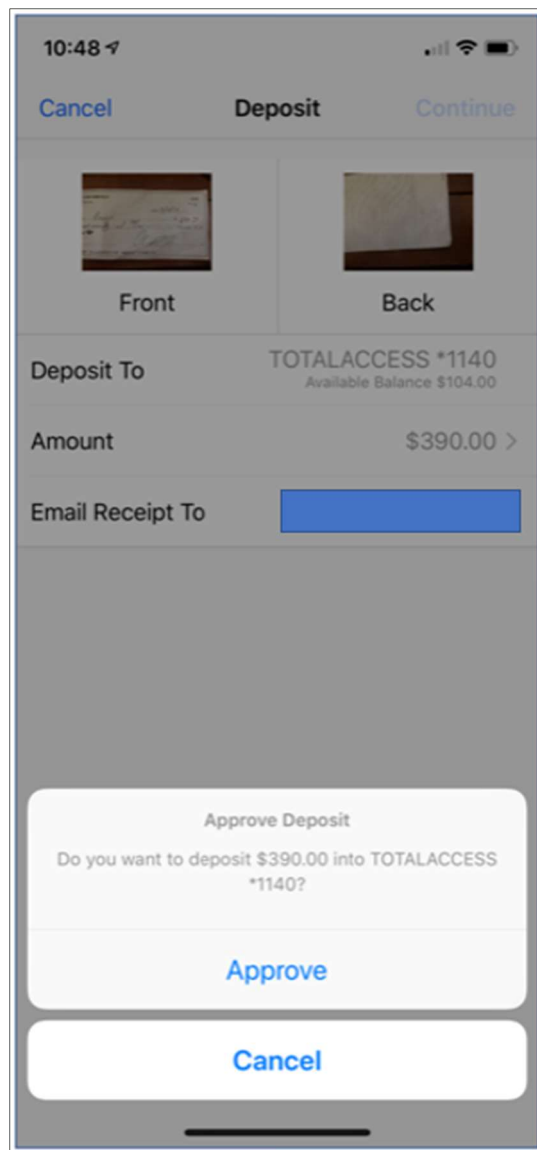 10:48
Cancel Deposit Continue
Front Back
Deposit To TOTALACCESS *1140
Available Balance $104.00
Amount $390.00 >
Email Receipt To
Approve Deposit
Do you want to deposit $390.00 into TOTALACCESS
*1140?
Approve
Cancel